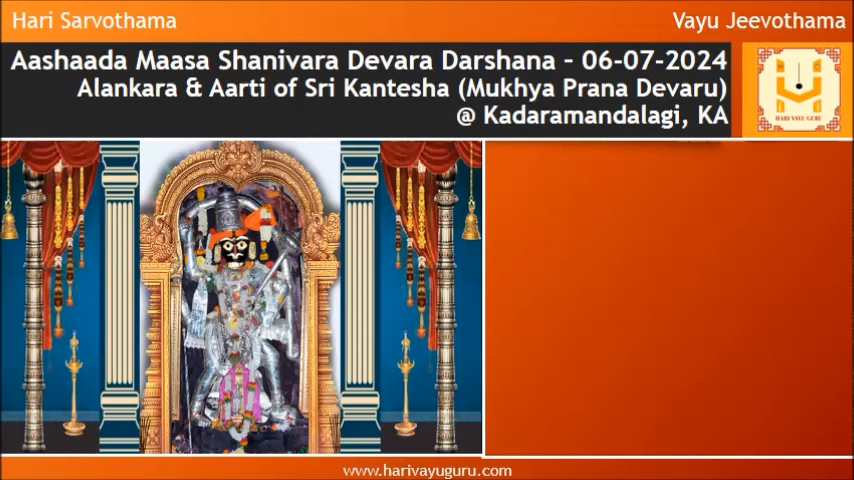 Hari Sarvothama
Vayu Jeevothama
Aashaada Maasa Shanivara Devara Darshana – 06-07-2024
Alankara & Aarti of Sri Kantesha (Mukhya Prana Devaru)
@ Kadaramandalagi, KA
HARI VAYU GURU
www.harivayuguru.com